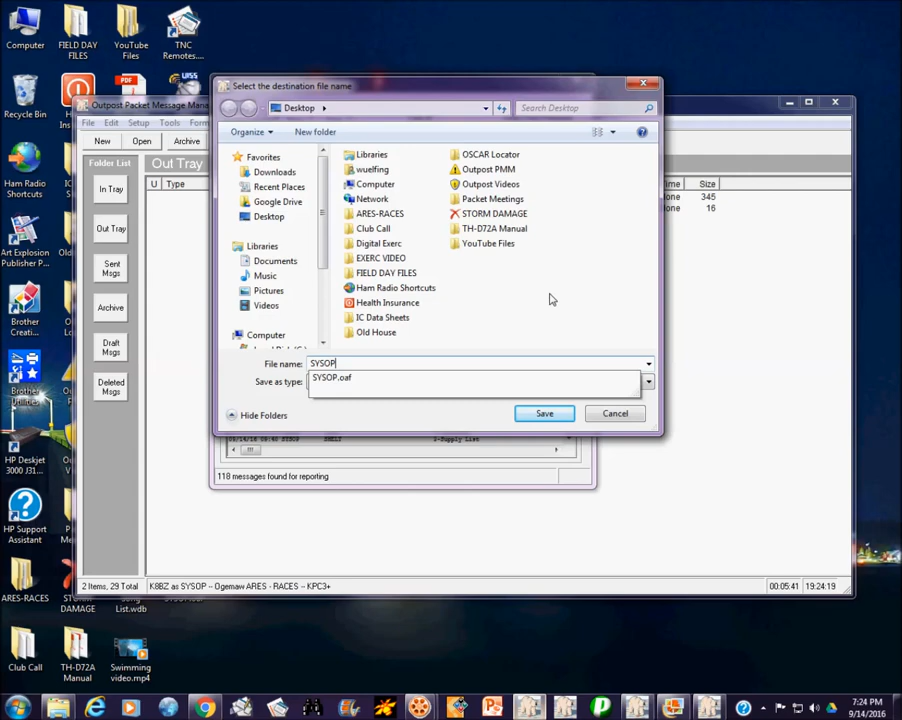 Computer
FIELD DAY
FILES
YouTube
Files
TNC
Remotes....
Recycle Bin
Ham Radio
Shortcuts
Art Explosion
Publisher P...
Brother
Creati...
Brother
Utilities
HP Deskjet
3000 J31...
HP Support
Assistant
ARES-RACES
STORM
DAMAGE
List.wdb
Club Call
TH-D72A
Manual
Swimming
video.mp4
Outpost Packet Message Mana
File Edit Setup Tools Form
New Open Archive
Folder List
Out Tray
In Tray
U Type
Size
345
16
Out Tray
Sent
Msgs
Archive
Draft
Msgs
Deleted
Msgs
Select the destination file name
Desktop
Search Desktop
Organize
New folder
Favorites
Downloads
Recent Places
Google Drive
Desktop
Libraries
Documents
Music
Pictures
Videos
Computer
Libraries
wuelfing
Computer
Network
ARES-RACES
Club Call
Digital Exerc
EXERC VIDEO
FIELD DAY FILES
Ham Radio Shortcuts
Health Insurance
IC Data Sheets
Old House
OSCAR Locator
Outpost PMM
Outpost Videos
Packet Meetings
STORM DAMAGE
TH-D72A Manual
YouTube Files
File name: SYSOP
SYSOP.oaf
Save as type:
Hide Folders
Save
Cancel
118 messages found for reporting
2 Items, 29 Total
K8BZ as SYSOP -- Ogemaw ARES - RACES -- KPC3+
00:05:41
19:24:19
7:24 PM
9/14/2016